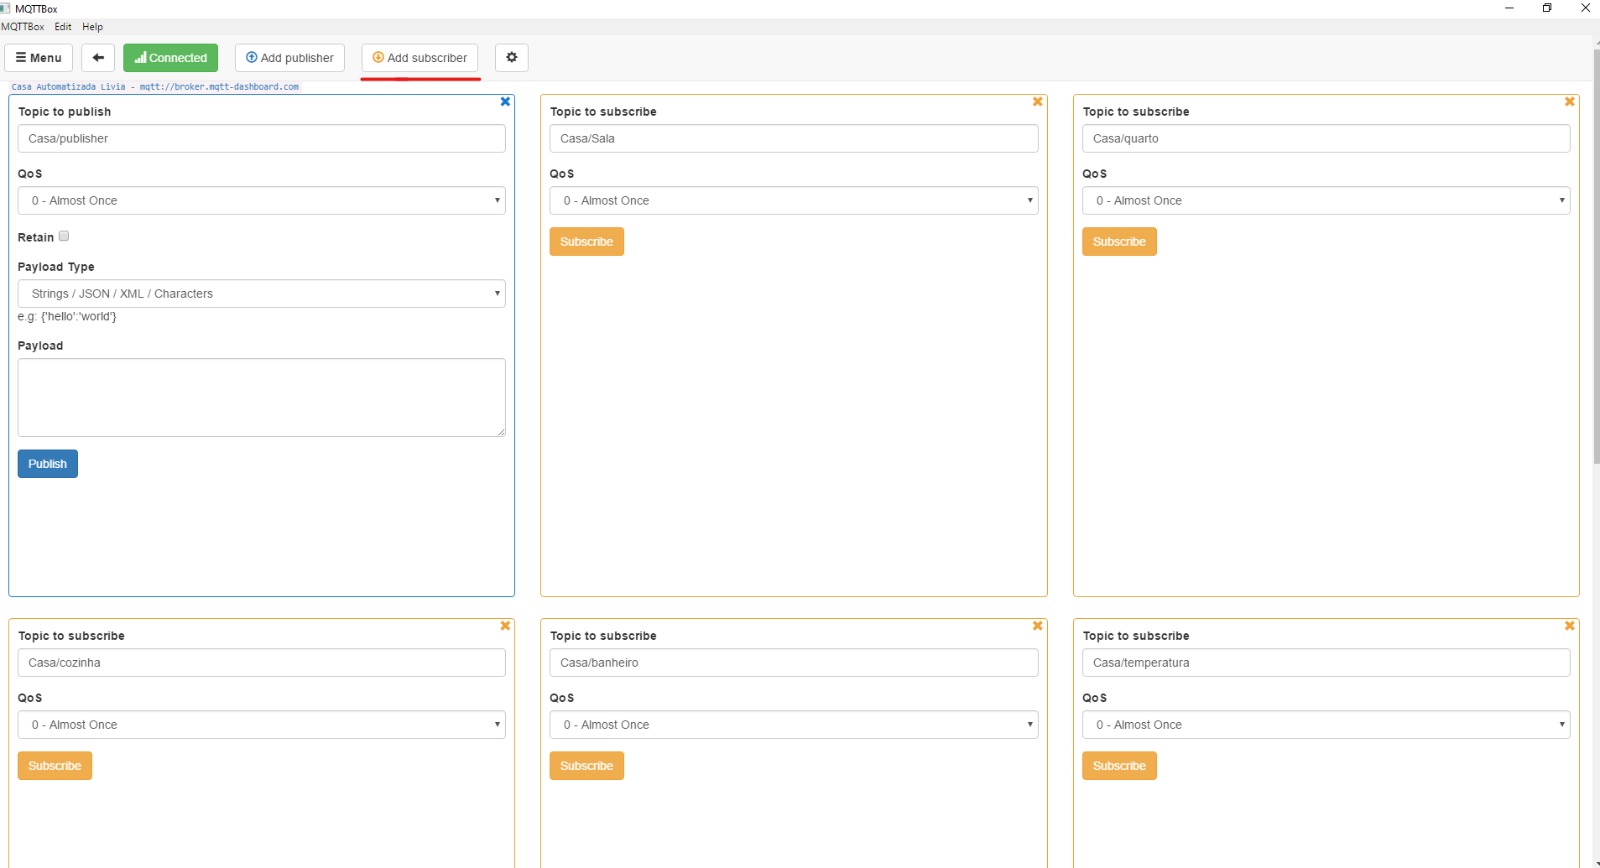 MQTTBox
MQTTBox Edit Help
Menu Connected Add publisher Add subscriber
Casa Automatizada Livia - mqtt://broker.mqtt-dashboard.com
Topic to publish
Casa/publisher
QoS
0 - Almost Once
Retain
Payload Type
Strings / JSON / XML / Characters
e.g: {'hello':'world'}
Payload
Publish
Topic to subscribe
Casa/Sala
QoS
0 - Almost Once
Subscribe
Topic to subscribe
Casa/quarto
QoS
0 - Almost Once
Subscribe
Topic to subscribe
Casa/cozinha
QoS
0 - Almost Once
Subscribe
Topic to subscribe
Casa/banheiro
QoS
0 - Almost Once
Subscribe
Topic to subscribe
Casa/temperatura
QoS
0 - Almost Once
Subscribe